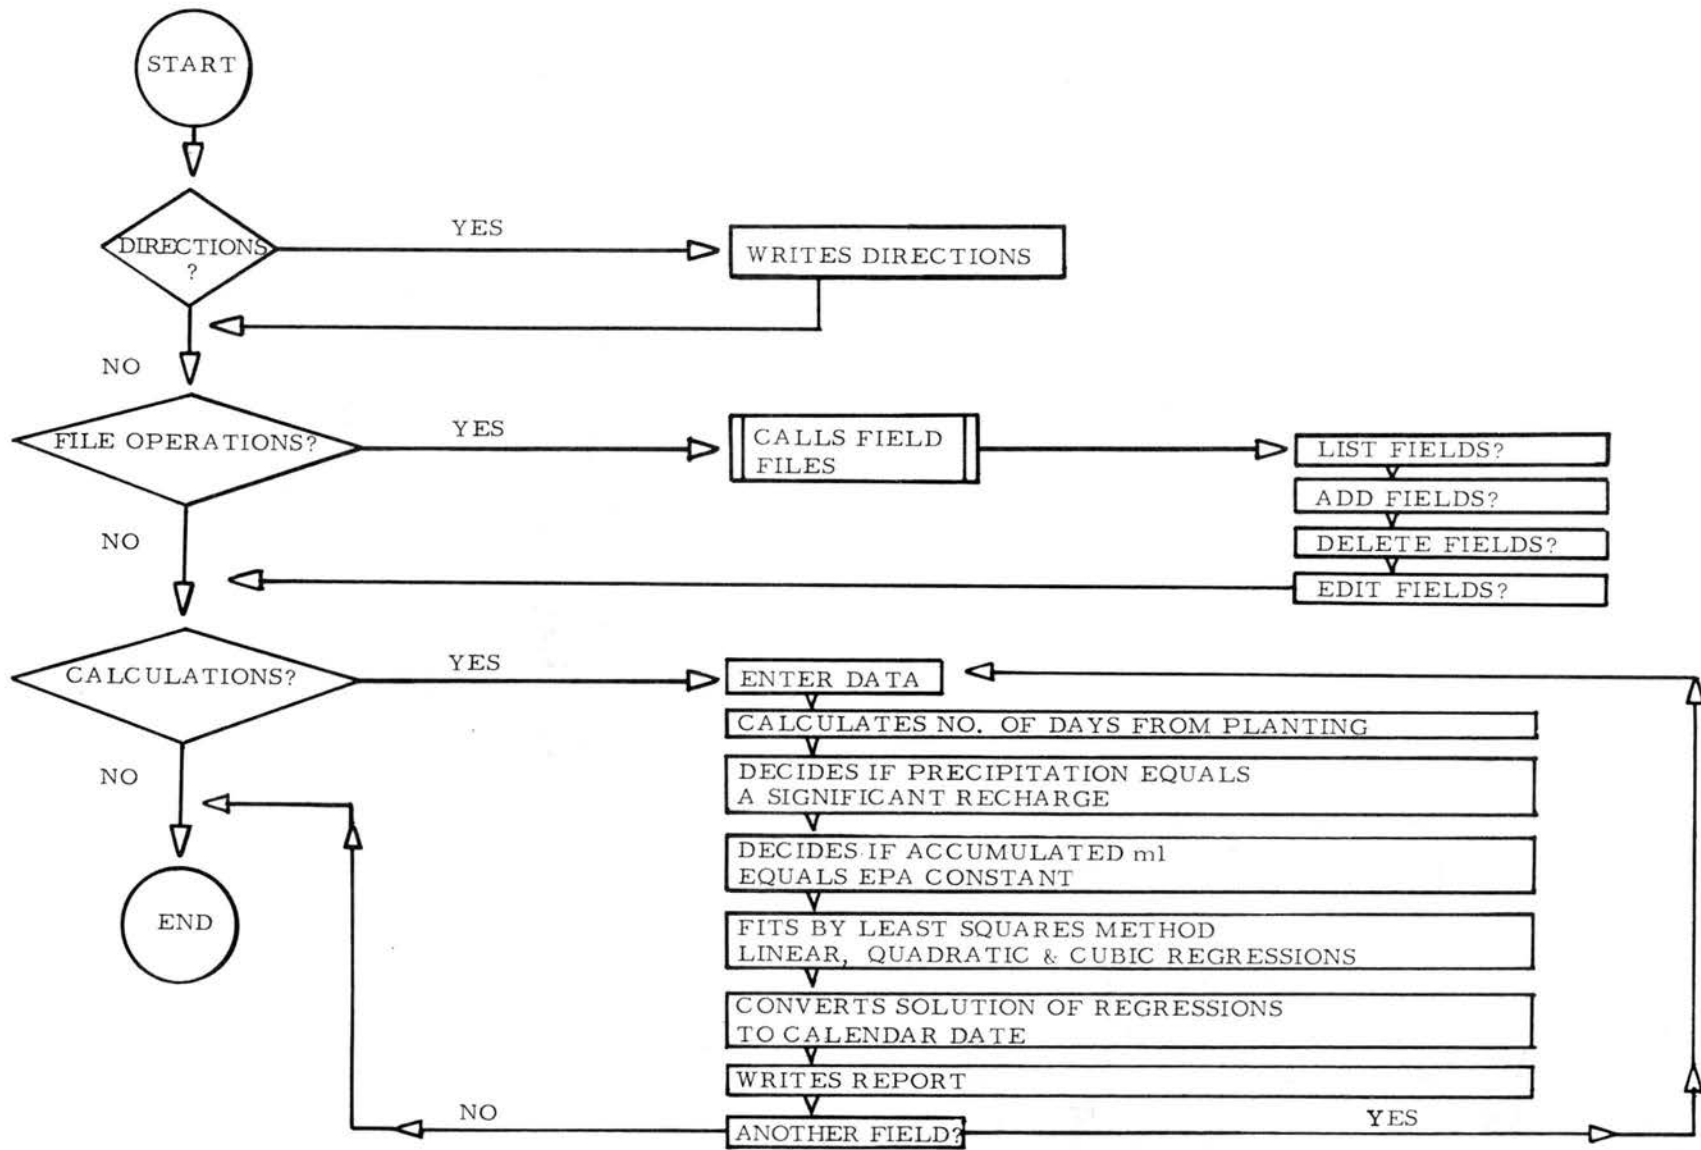 START
DIRECTIONS
?
YES
WRITES DIRECTIONS
NO
FILE OPERATIONS?
YES
CALLS FIELD
FILES
LIST FIELDS?
ADD FIELDS?
DELETE FIELDS?
EDIT FIELDS?
NO
CALCULATIONS?
YES
ENTER DATA
CALCULATES NO. OF DAYS FROM PLANTING
DECIDES IF PRECIPITATION EQUALS
A SIGNIFICANT RECHARGE
DECIDES IF ACCUMULATED ml
EQUALS EPA CONSTANT
FITS BY LEAST SQUARES METHOD
LINEAR, QUADRATIC & CUBIC REGRESSIONS
CONVERTS SOLUTION OF REGRESSIONS
TO CALENDAR DATE
WRITES REPORT
ANOTHER FIELD?
NO
YES
NO
END